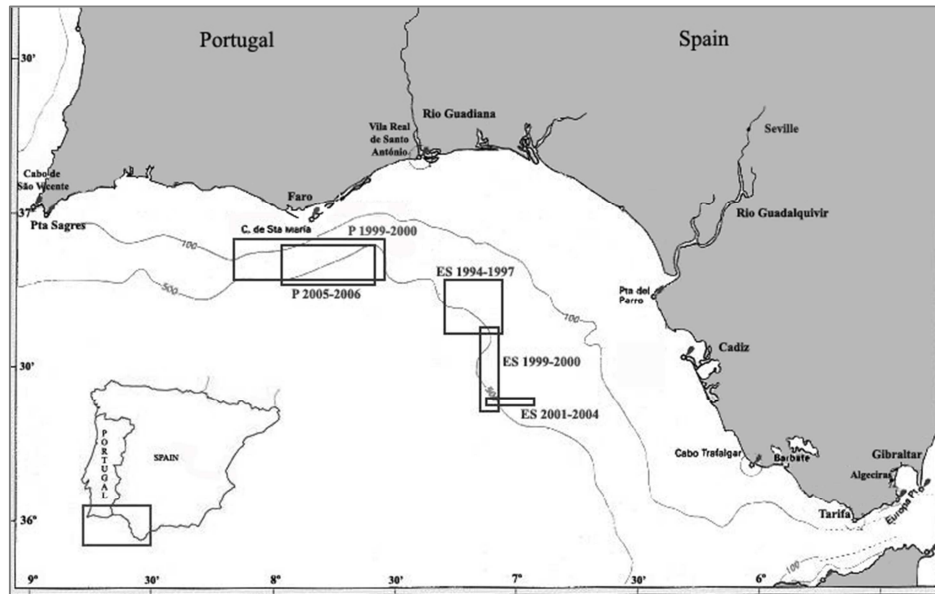 Portugal
Spain
30'
Rio Guadiana
Vila Real
de Santo
António
Seville
Cabo de
São Vicente
Faro
37°
Pta Sagres
Rio Guadalquivir
C. de Sta María
P 1999-2000
100
ES 1994-1997
500
P 2005-2006
Pta del
Perro
100
Cadiz
30'
ES 1999-2000
500
ES 2001-2004
PORTUGAL
SPAIN
Cabo Trafalgar
Barbate
Gibraltar
Algeciras
Europa Pt.
Tarifa
36°
500
100
9°
30'
8°
30'
7°
6°